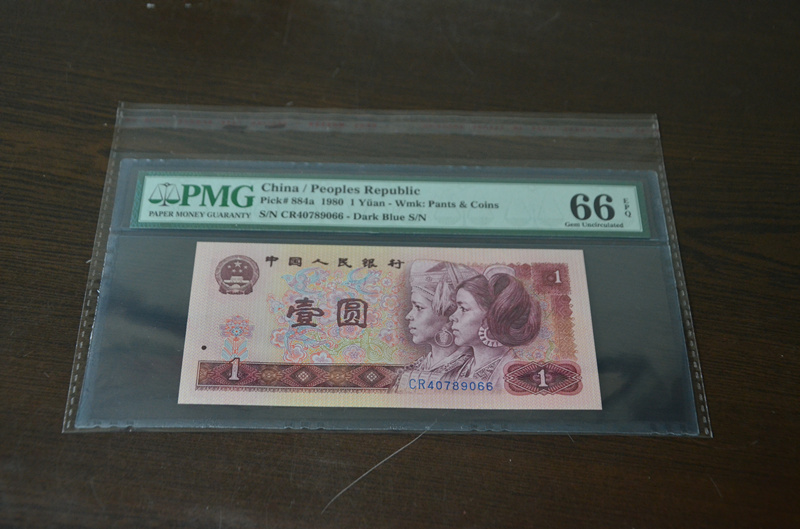 PMG
PAPER MONEY GUARANTY
China / Peoples Republic
Pick# 884a 1980 1 Yüan - Wmk: Pants & Coins
S/N CR40789066 - Dark Blue S/N
66 EPQ
Gem Uncirculated
中国人民银行
1
壹圆
1
CR40789066
1